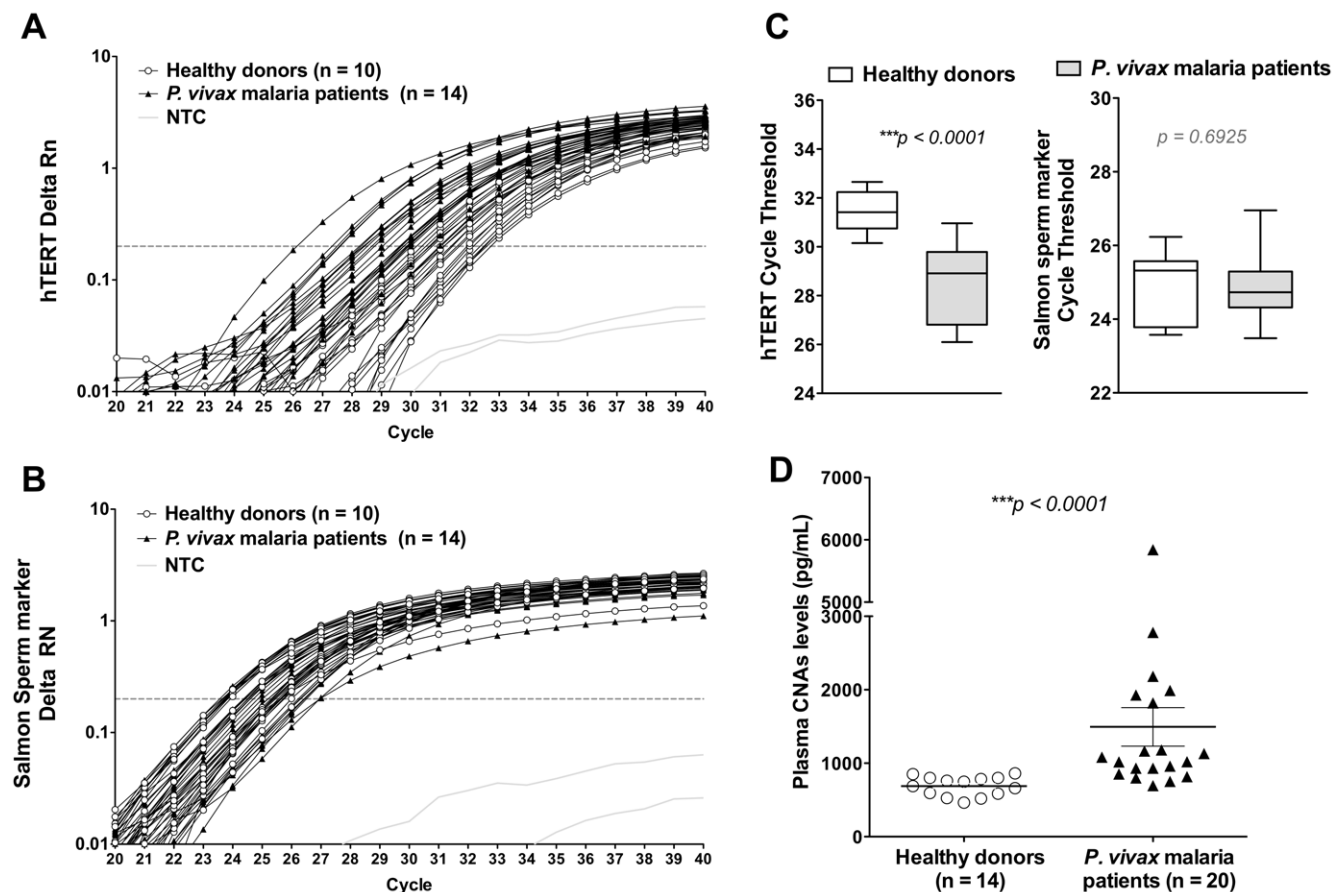 A
10
1
0.1
0.01
hTERT Delta Rn
Healthy donors (n = 10)
P. vivax malaria patients (n = 14)
NTC
20 21 22 23 24 25 26 27 28 29 30 31 32 33 34 35 36 37 38 39 40
Cycle
B
10
1
0.1
0.01
Salmon Sperm marker
Delta RN
Healthy donors (n = 10)
P. vivax malaria patients (n = 14)
NTC
20 21 22 23 24 25 26 27 28 29 30 31 32 33 34 35 36 37 38 39 40
Cycle
C
Healthy donors
P. vivax malaria patients
36
34
32
30
28
26
24
hTERT Cycle Threshold
***p < 0.0001
30
28
26
24
22
Salmon sperm marker
Cycle Threshold
p = 0.6925
D
7000
6000
5000
3000
2000
1000
0
Plasma CNAs levels (pg/mL)
***p < 0.0001
Healthy donors
(n = 14)
P. vivax malaria
patients (n = 20)